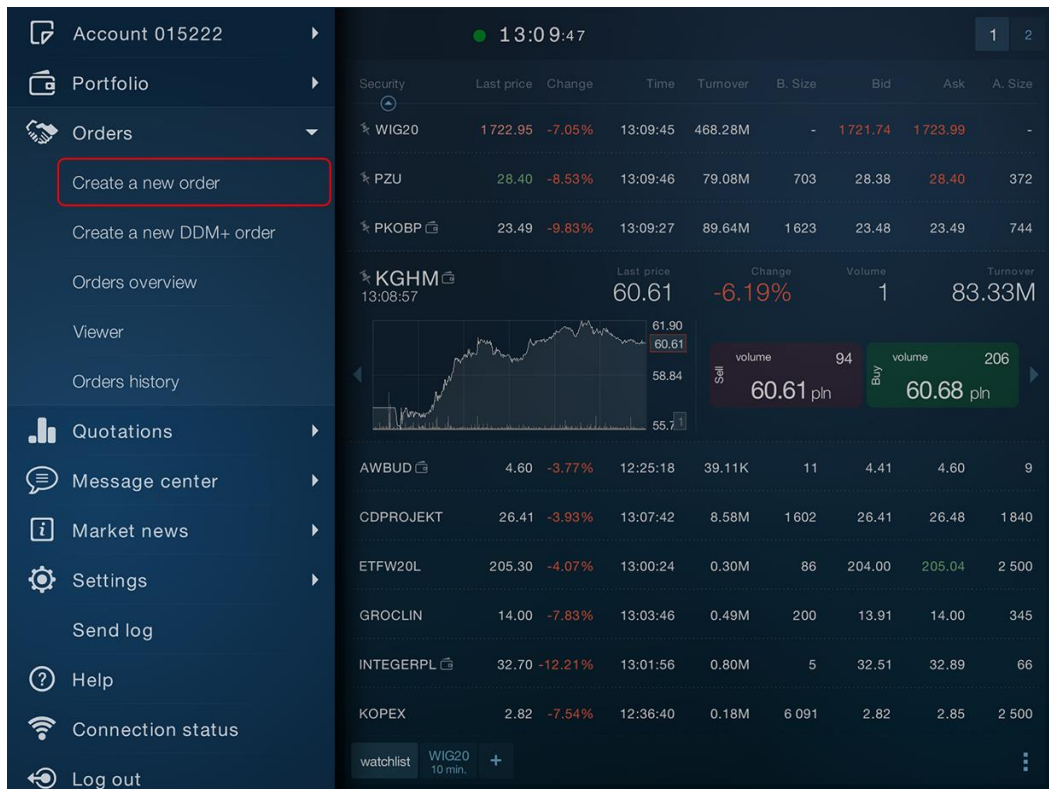 Account 015222
Portfolio
Orders
Create a new order
Create a new DDM+ order
Orders overview
Viewer
Orders history
Quotations
Message center
Market news
Settings
Send log
Help
Connection status
Log out
13:09:47
1 2
Security Last price Change Time Turnover B. Size Bid Ask A. Size
WIG20 1722.95 -7.05% 13:09:45 468.28M - 1721.74 1723.99 -
PZU 28.40 -8.53% 13:09:46 79.08M 703 28.38 28.40 372
PKOBP 23.49 -9.83% 13:09:27 89.64M 1623 23.48 23.49 744
KGHM
13:08:57
Last price Change Volume Turnover
60.61 -6.19% 1 83.33M
61.90
60.61
58.84
55.7
1
Sell volume 94
60.61 pln
Buy volume 206
60.68 pln
AWBUD 4.60 -3.77% 12:25:18 39.11K 11 4.41 4.60 9
CDPROJEKT 26.41 -3.93% 13:07:42 8.58M 1602 26.41 26.48 1840
ETFW20L 205.30 -4.07% 13:00:24 0.30M 86 204.00 205.04 2 500
GROCLIN 14.00 -7.83% 13:03:46 0.49M 200 13.91 14.00 345
INTEGERPL 32.70 -12.21% 13:01:56 0.80M 5 32.51 32.89 66
KOPEX 2.82 -7.54% 12:36:40 0.18M 6 091 2.82 2.85 2 500
watchlist
WIG20
10 min.
+